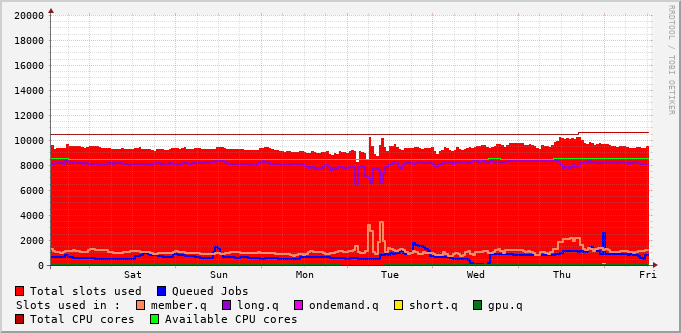 20000
18000
16000
14000
12000
10000
8000
6000
4000
2000
0
Sat Sun Mon Tue Wed Thu Fri
RRDTOOL / TOBI OETIKER
Total slots used Queued Jobs
Slots used in : member.q long.q ondemand.q short.q gpu.q
Total CPU cores Available CPU cores